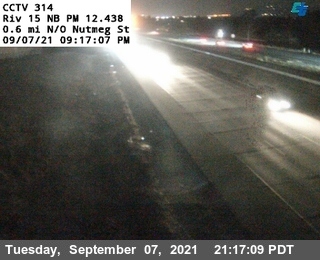 CCTV 314
Riv 15 NB PM 12.438
0.6 mi N/O Nutmeg St
09/07/21 09:17:07 PM
Tuesday, September 07, 2021 21:17:09 PDT